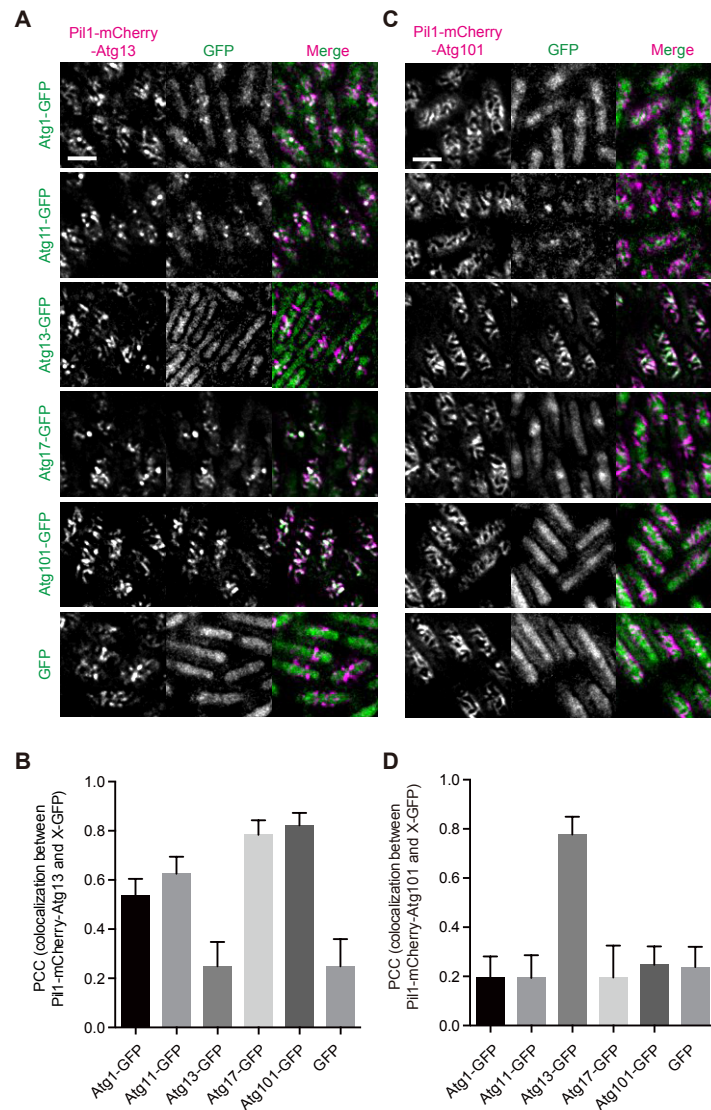 A
Pil1-mCherry
-Atg13
GFP
Merge
Atg1-GFP
Atg11-GFP
Atg13-GFP
Atg17-GFP
Atg101-GFP
GFP
C
Pil1-mCherry
-Atg101
GFP
Merge
B
PCC (colocalization between
Pil1-mCherry-Atg13 and X-GFP)
1.0
0.8
0.6
0.4
0.2
0.0
Atg1-GFP
Atg11-GFP
Atg13-GFP
Atg17-GFP
Atg101-GFP
GFP
D
PCC (colocalization between
Pil1-mCherry-Atg101 and X-GFP)
1.0
0.8
0.6
0.4
0.2
0.0
Atg1-GFP
Atg11-GFP
Atg13-GFP
Atg17-GFP
Atg101-GFP
GFP